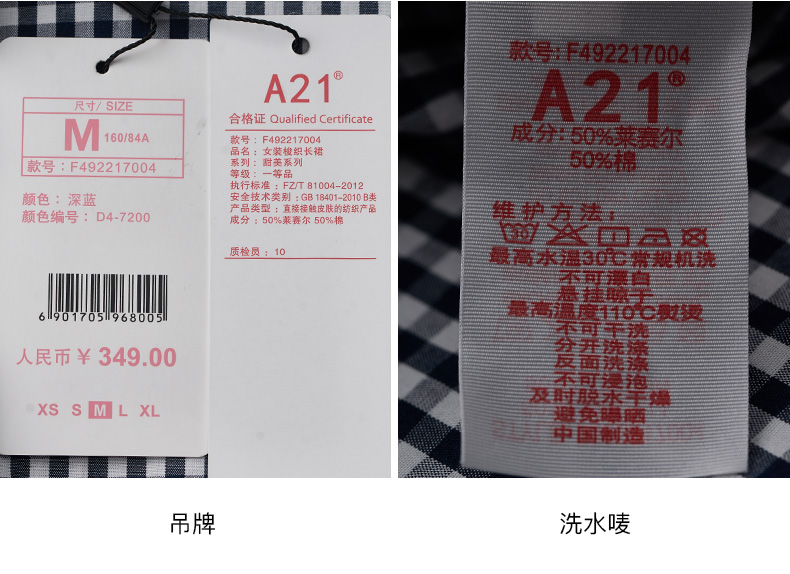 尺寸/ SIZE
M 160/84A
款号：F492217004
颜色：深蓝
颜色编号：D4-7200
6 901705 968005
人民币 ¥ 349.00
XS S M L XL
A21®
合格证 Qualified Certificate
款号：F492217004
品名：女装梭织长裙
系列：甜美系列
等级：一等品
执行标准：FZ/T 81004-2012
安全技术类别：GB 18401-2010 B类
产品类型：直接接触皮肤的纺织产品
成分：50%莱赛尔 50%棉
质检员：10
款号：F492217004
A21®
成分：50%莱赛尔
50%棉
维护方法：
最高水温30℃常规机洗
不可漂白
悬挂晾干
最高温度110℃熨烫
不可干洗
分开洗涤
反面洗涤
不可浸泡
及时脱水干燥
避免曝晒
中国制造
吊牌
洗水唛